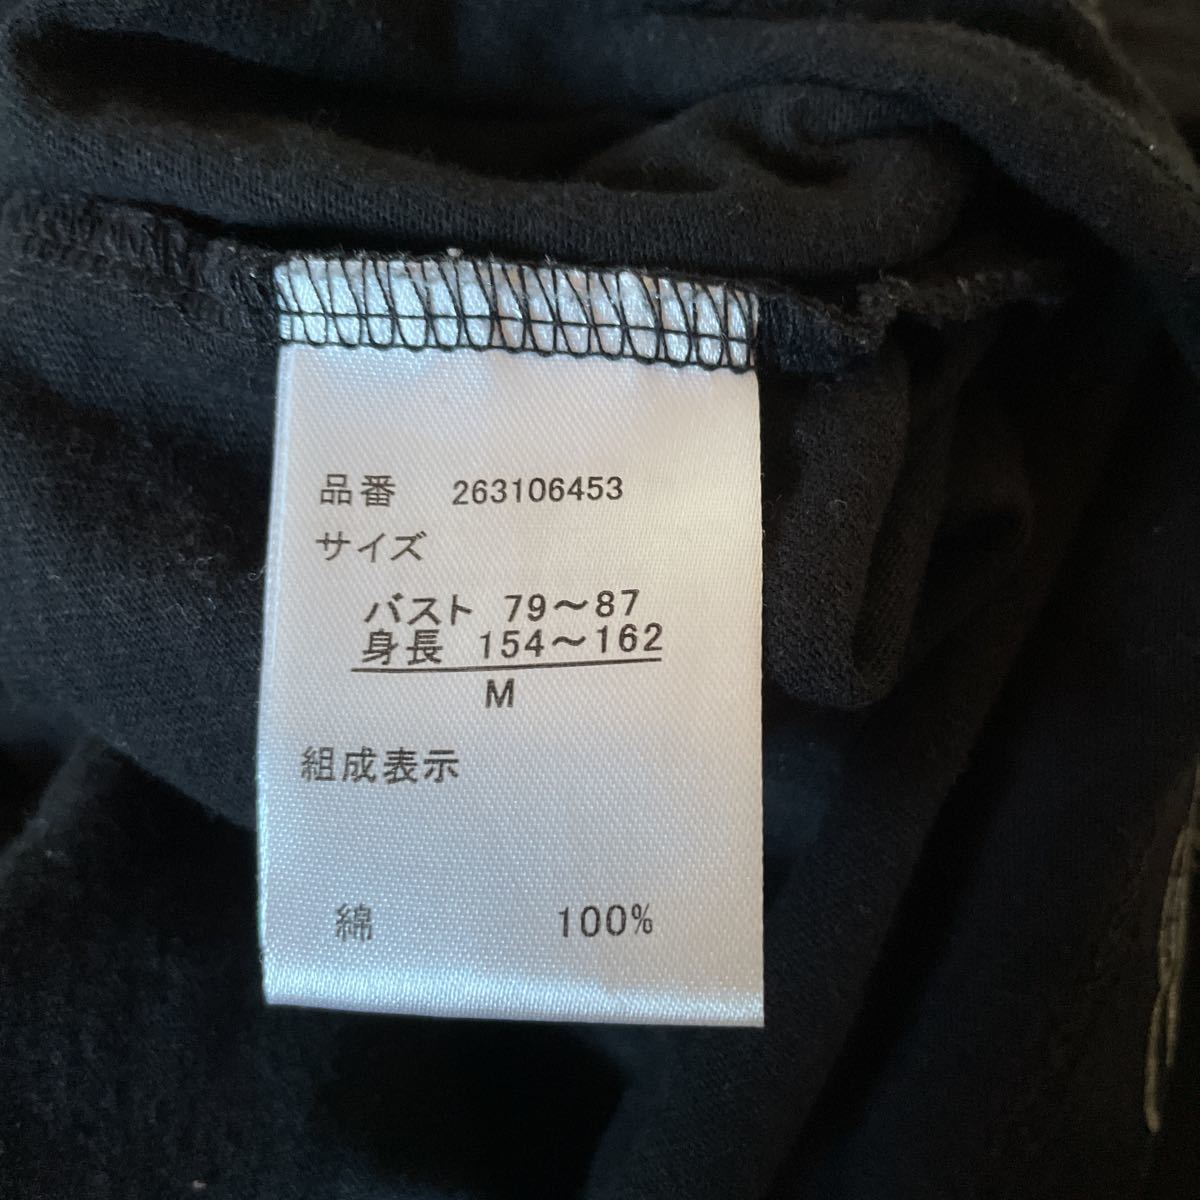 品番 263106453
サイズ
バスト 79～87
身長 154～162
M
組成表示
綿 100%